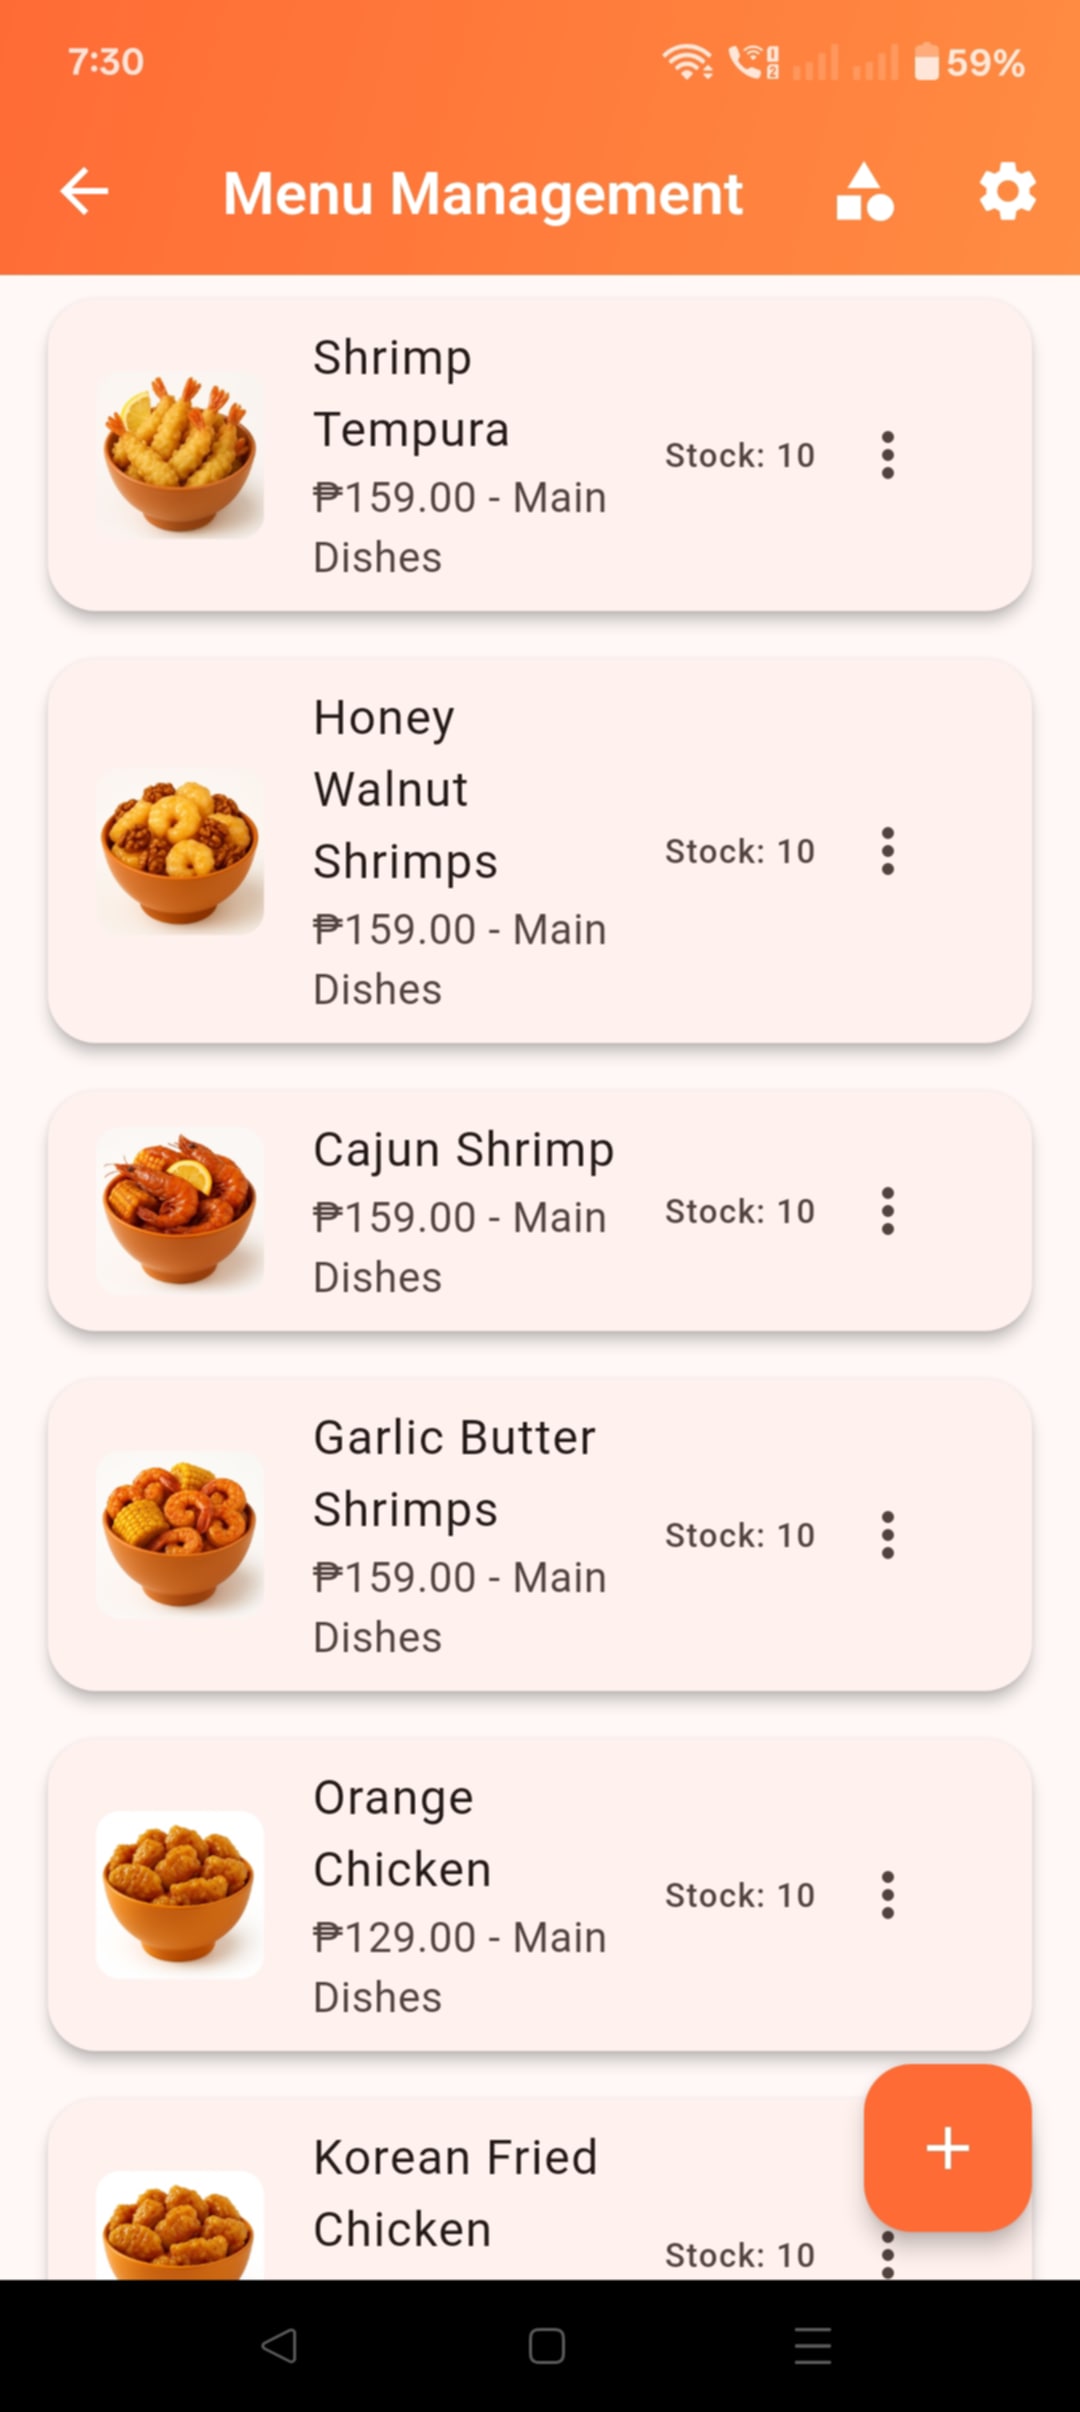 7:30
59%
Menu Management
Shrimp
Tempura
₱159.00 - Main
Dishes
Stock: 10
Honey
Walnut
Shrimps
₱159.00 - Main
Dishes
Stock: 10
Cajun Shrimp
₱159.00 - Main
Dishes
Stock: 10
Garlic Butter
Shrimps
₱159.00 - Main
Dishes
Stock: 10
Orange
Chicken
₱129.00 - Main
Dishes
Stock: 10
Korean Fried
Chicken
Stock: 10